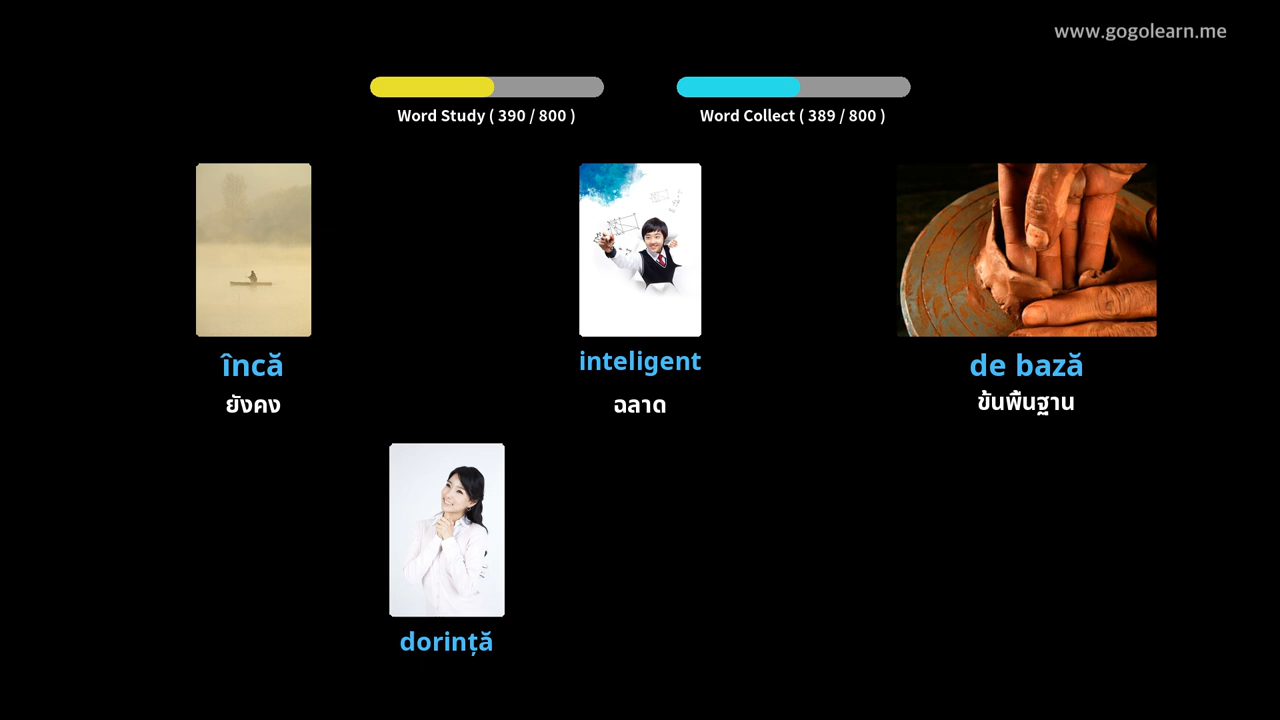 www.gogolearn.me
Word Study ( 390 / 800 )
Word Collect ( 389 / 800 )
încă
ยังคง
inteligent
ฉลาด
de bază
ขั้นพื้นฐาน
dorință